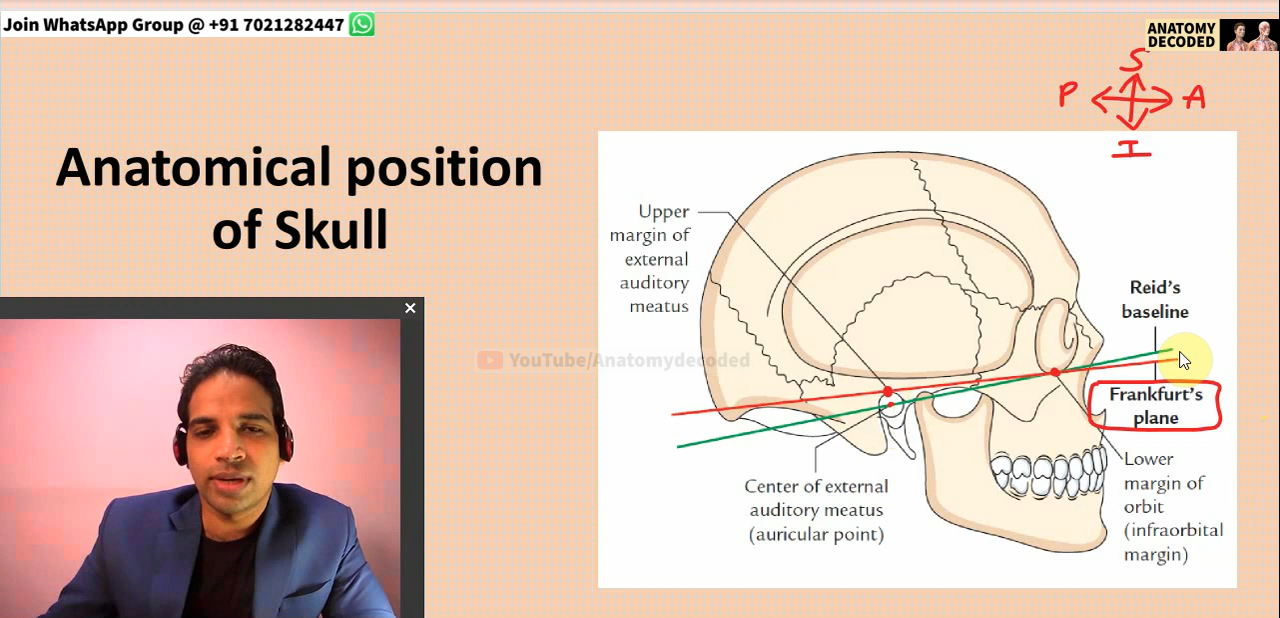 Join WhatsApp Group @ +91 7021282447
ANATOMY
DECODED
S
P
A
I
Anatomical position
of Skull
Upper
margin of
external
auditory
meatus
Reid's
baseline
YouTube/Anatomydecoded
Frankfurt's
plane
Center of external
auditory meatus
(auricular point)
Lower
margin of
orbit
(infraorbital
margin)